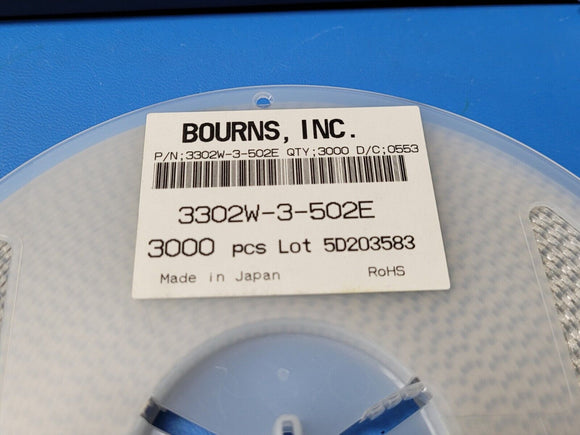 BOURNS, INC.
P/N;3302W-3-502E QTY;3000 D/C;0553
3302W-3-502E
3000 pcs Lot 5D203583
Made in Japan RoHS